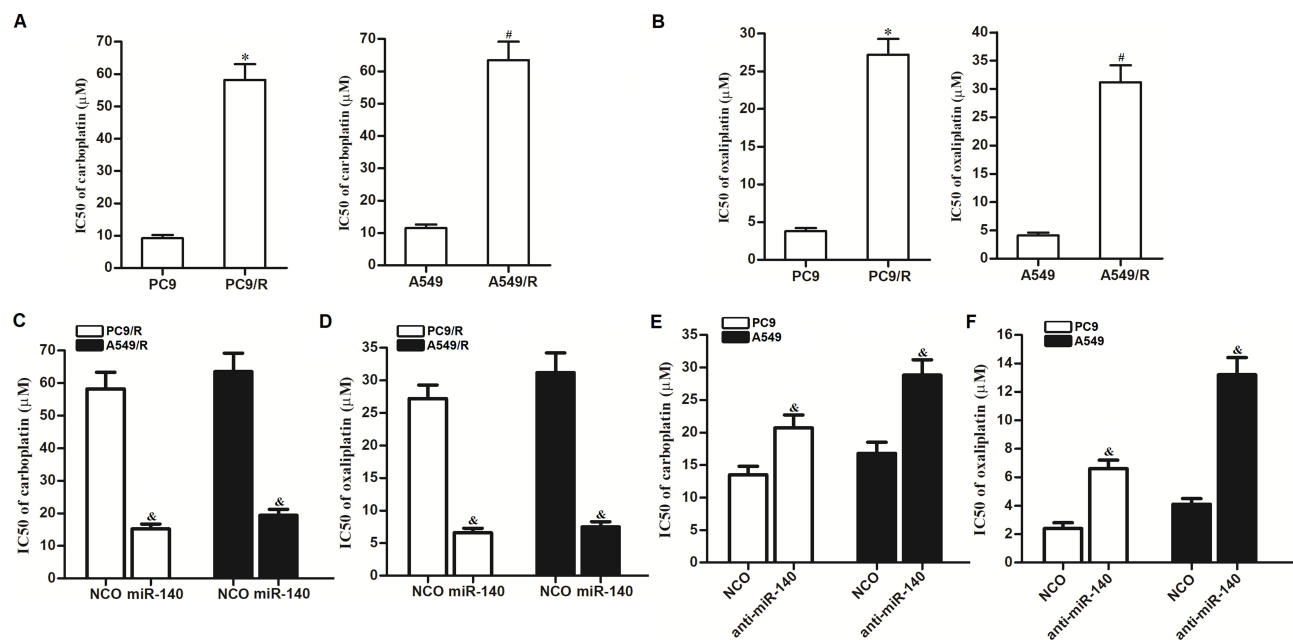 A
IC50 of carboplatin (μM)
70
60
50
40
30
20
10
0
*
PC9
PC9/R
IC50 of carboplatin (μM)
70
60
50
40
30
20
10
0
#
A549
A549/R
B
IC50 of oxaliplatin (μM)
30
25
20
15
10
5
0
*
PC9
PC9/R
IC50 of oxaliplatin (μM)
40
35
30
25
20
15
10
5
0
#
A549
A549/R
C
PC9/R
A549/R
IC50 of carboplatin (μM)
70
60
50
40
30
20
10
0
&
&
NCO miR-140
NCO miR-140
D
PC9/R
A549/R
IC50 of oxaliplatin (μM)
35
30
25
20
15
10
5
0
&
&
NCO miR-140
NCO miR-140
E
PC9
A549
IC50 of carboplatin (μM)
35
30
25
20
15
10
5
0
&
&
NCO
anti-miR-140
NCO
anti-miR-140
F
PC9
A549
IC50 of oxaliplatin (μM)
16
14
12
10
8
6
4
2
0
&
&
NCO
anti-miR-140
NCO
anti-miR-140